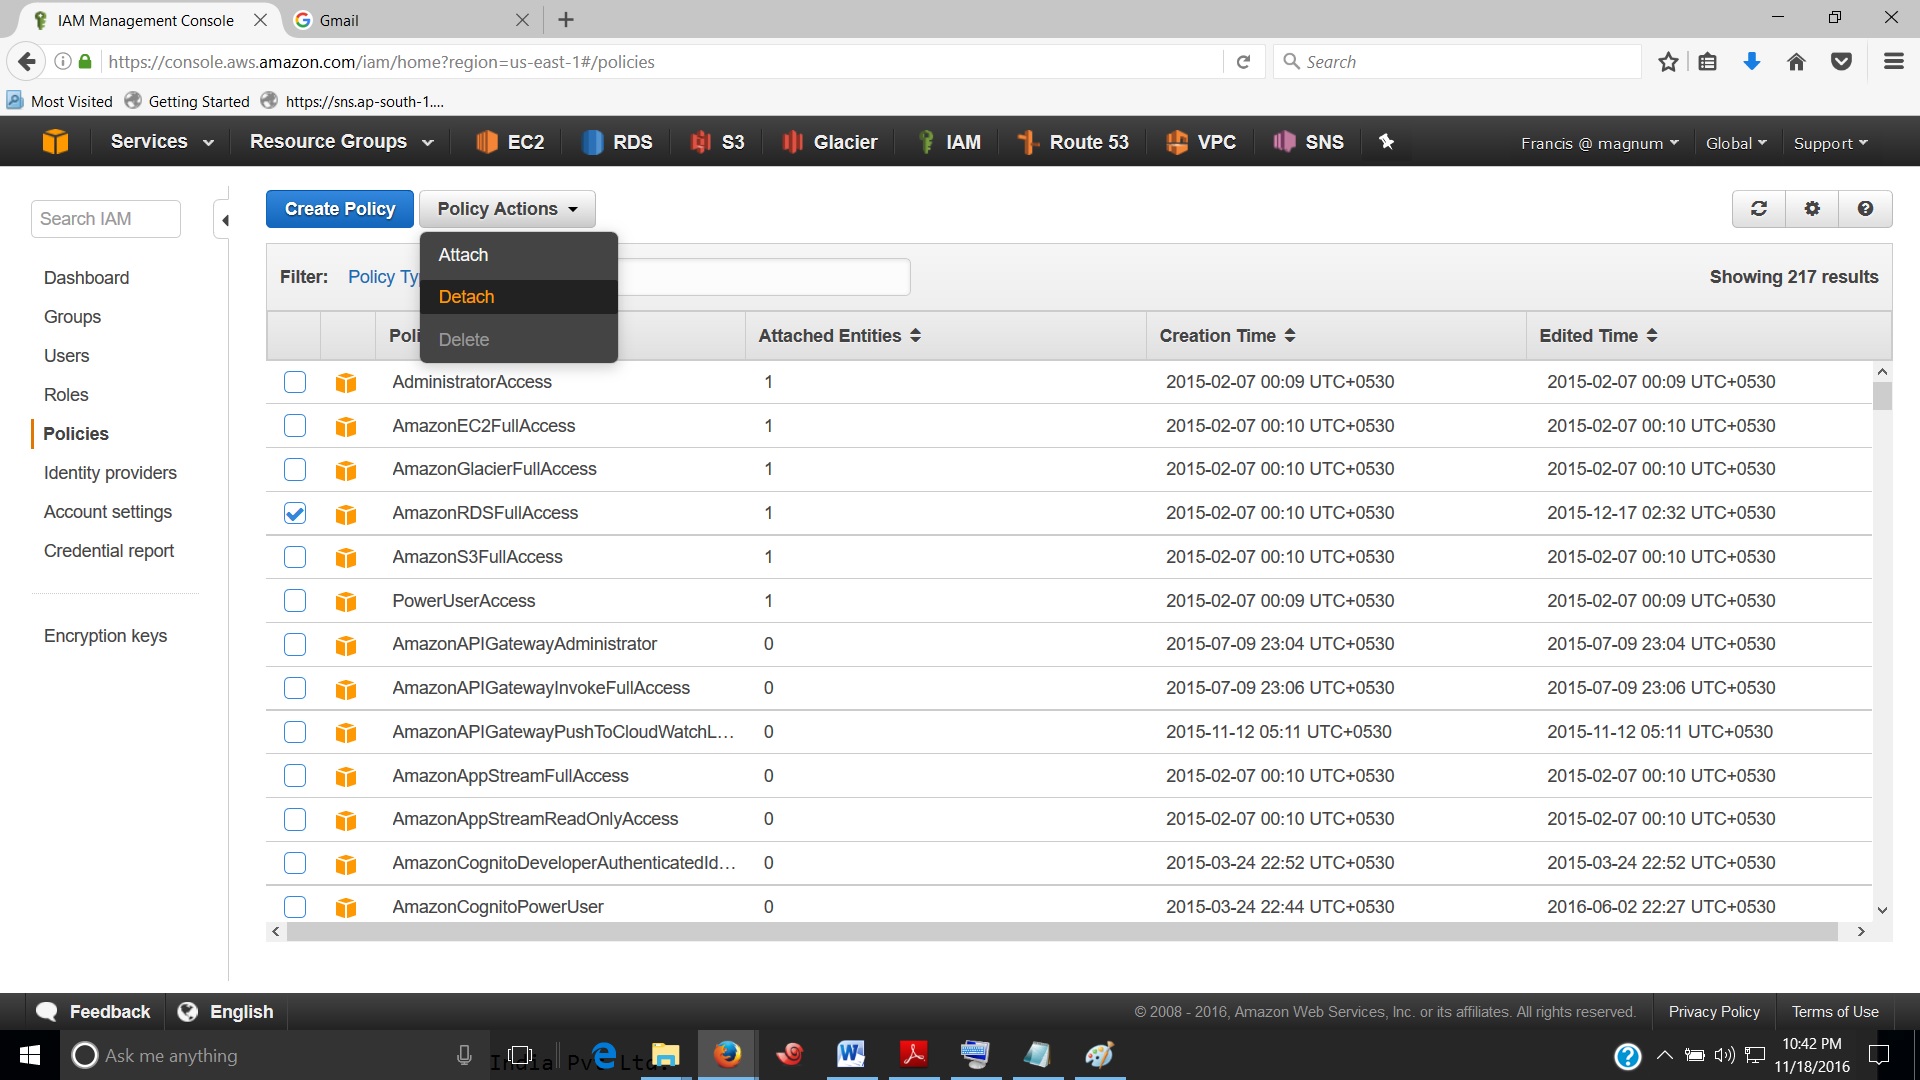 IAM Management Console
Gmail
https://console.aws.amazon.com/iam/home?region=us-east-1#/policies
Search
Most Visited
Getting Started
https://sns.ap-south-1....
Services
Resource Groups
EC2
RDS
S3
Glacier
IAM
Route 53
VPC
SNS
Francis @ magnum
Global
Support
Search IAM
Dashboard
Groups
Users
Roles
Policies
Identity providers
Account settings
Credential report
Encryption keys
Create Policy
Policy Actions
Attach
Detach
Delete
Filter: Policy Ty
Showing 217 results
Poli Attached Entities Creation Time Edited Time
AdministratorAccess 1 2015-02-07 00:09 UTC+0530 2015-02-07 00:09 UTC+0530
AmazonEC2FullAccess 1 2015-02-07 00:10 UTC+0530 2015-02-07 00:10 UTC+0530
AmazonGlacierFullAccess 1 2015-02-07 00:10 UTC+0530 2015-02-07 00:10 UTC+0530
AmazonRDSFullAccess 1 2015-02-07 00:10 UTC+0530 2015-12-17 02:32 UTC+0530
AmazonS3FullAccess 1 2015-02-07 00:10 UTC+0530 2015-02-07 00:10 UTC+0530
PowerUserAccess 1 2015-02-07 00:09 UTC+0530 2015-02-07 00:09 UTC+0530
AmazonAPIGatewayAdministrator 0 2015-07-09 23:04 UTC+0530 2015-07-09 23:04 UTC+0530
AmazonAPIGatewayInvokeFullAccess 0 2015-07-09 23:06 UTC+0530 2015-07-09 23:06 UTC+0530
AmazonAPIGatewayPushToCloudWatchL... 0 2015-11-12 05:11 UTC+0530 2015-11-12 05:11 UTC+0530
AmazonAppStreamFullAccess 0 2015-02-07 00:10 UTC+0530 2015-02-07 00:10 UTC+0530
AmazonAppStreamReadOnlyAccess 0 2015-02-07 00:10 UTC+0530 2015-02-07 00:10 UTC+0530
AmazonCognitoDeveloperAuthenticatedId... 0 2015-03-24 22:52 UTC+0530 2015-03-24 22:52 UTC+0530
AmazonCognitoPowerUser 0 2015-03-24 22:44 UTC+0530 2016-06-02 22:27 UTC+0530
Feedback
English
© 2008 - 2016, Amazon Web Services, Inc. or its affiliates. All rights reserved.
Privacy Policy
Terms of Use
Ask me anything
India Pvt Ltd.
10:42 PM
11/18/2016